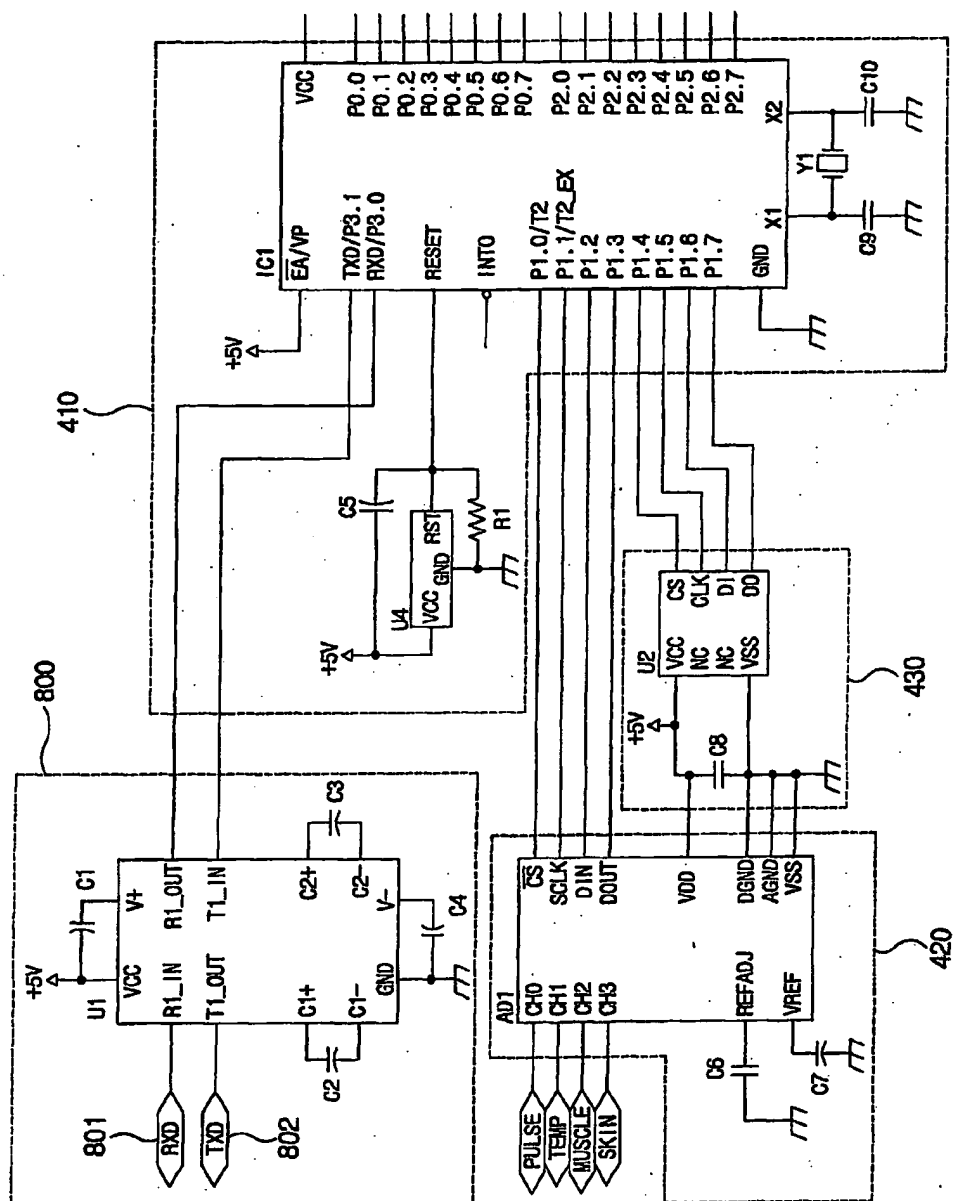 800
410
801
RXD
TXD
802
+5V
U1
VCC
V+
C1
R1_IN
R1_OUT
T1_OUT
T1_IN
C1+
C1-
C2
C2+
C2-
C3
GND
V-
C4
+5V
U4
VCC
RST
GND
C5
R1
+5V
IC1
EA/VP
VCC
TXD/P3.1
RXD/P3.0
RESET
INTO
P1.0/T2
P1.1/T2_EX
P1.2
P1.3
P1.4
P1.5
P1.6
P1.7
GND
P0.0
P0.1
P0.2
P0.3
P0.4
P0.5
P0.6
P0.7
P2.0
P2.1
P2.2
P2.3
P2.4
P2.5
P2.6
P2.7
X1
X2
Y1
C9
C10
PULSE
TEMP
MUSCLE
SKIN
AD1
CH0
CH1
CH2
CH3
CS
SCLK
DIN
DOUT
VDD
DGND
AGND
VSS
REFADJ
VREF
C6
C7
420
+5V
C8
U2
VCC
NC
NC
VSS
CS
CLK
DI
DO
430